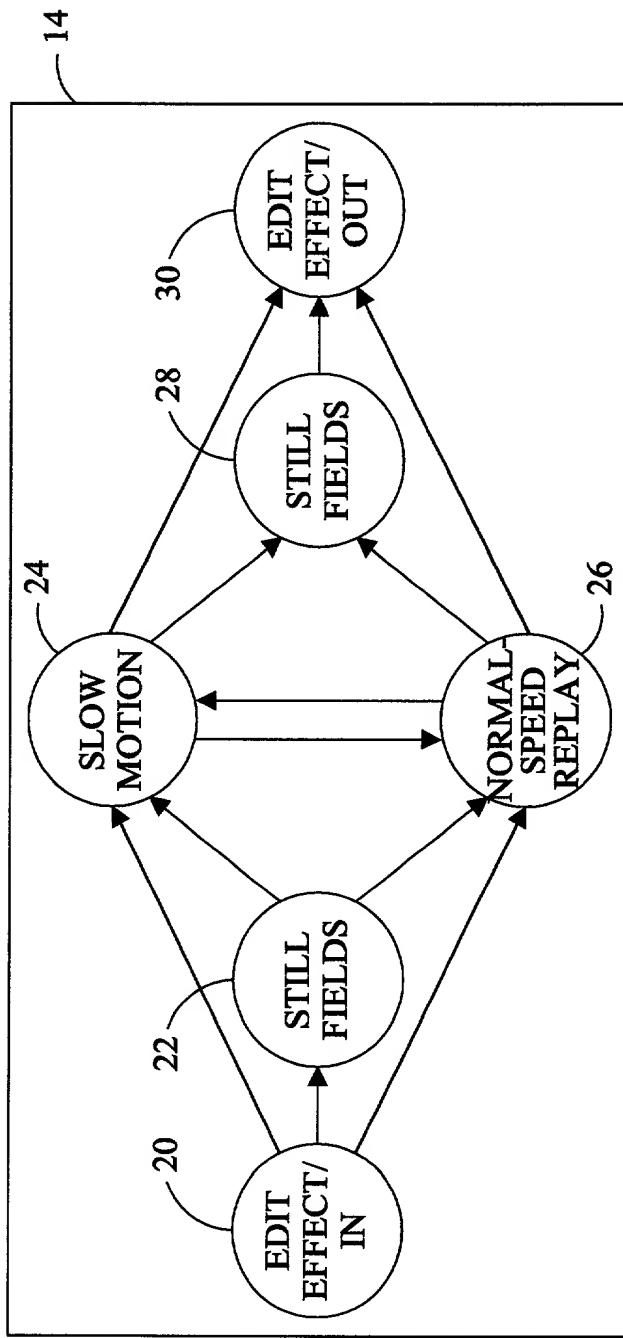 14
20
EDIT
EFFECT/
IN
22
STILL
FIELDS
24
SLOW
MOTION
26
NORMAL-
SPEED
REPLAY
28
STILL
FIELDS
30
EDIT
EFFECT/
OUT